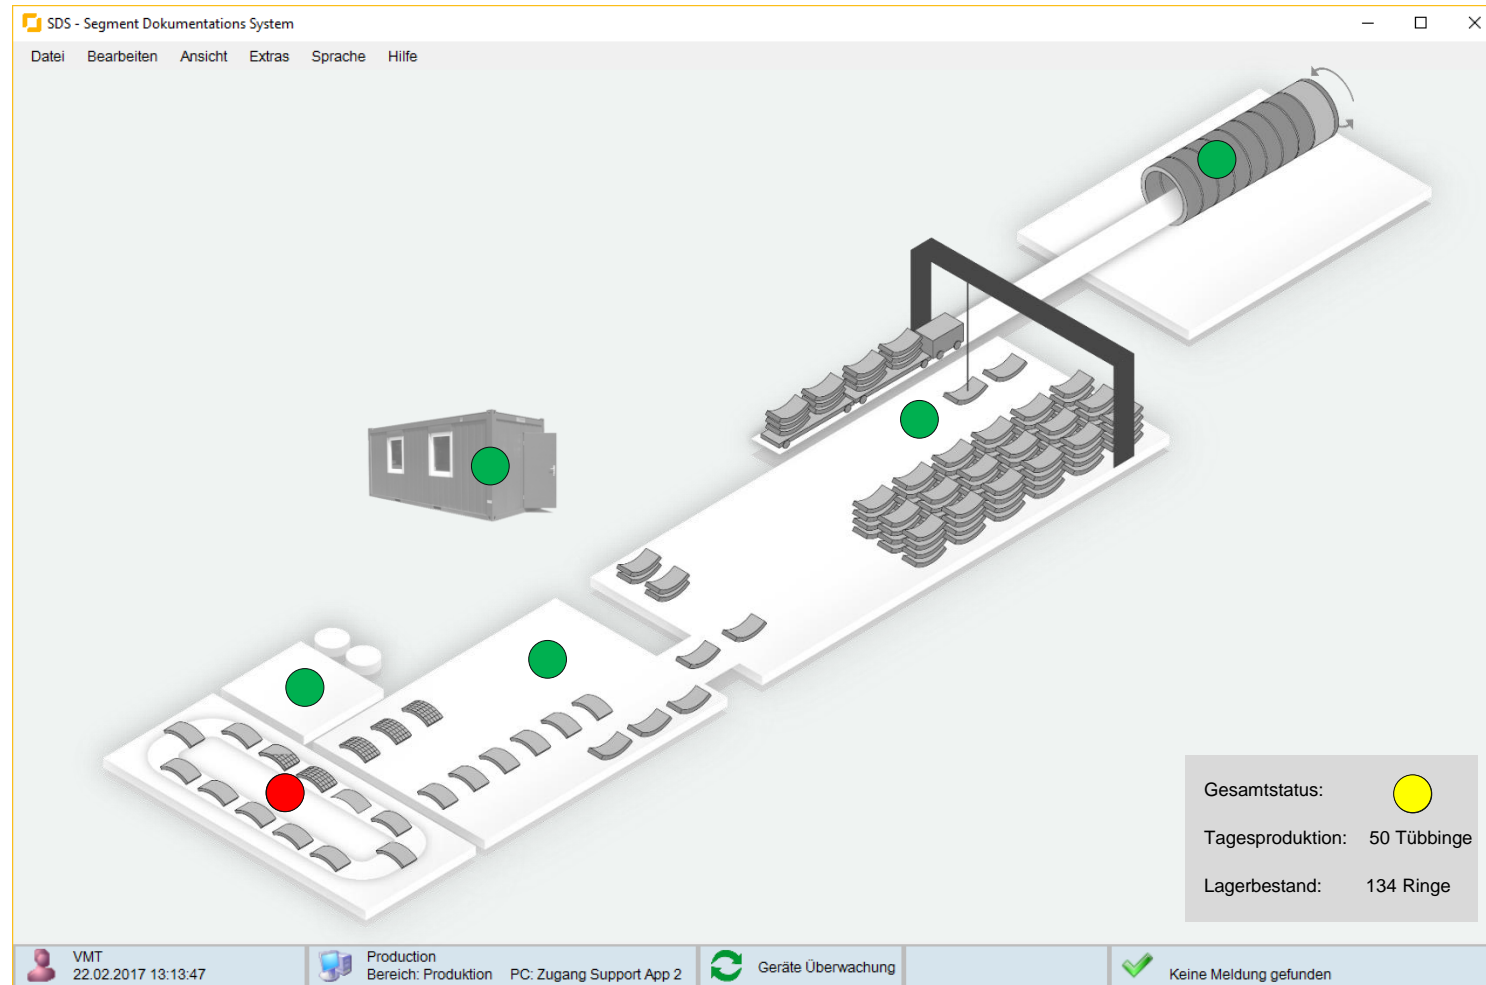 SDS - Segment Dokumentations System
Datei Bearbeiten Ansicht Extras Sprache Hilfe
Gesamtstatus:
Tagesproduktion: 50 Tübbinge
Lagerbestand: 134 Ringe
VMT
22.02.2017 13:13:47
Production
Bereich: Produktion PC: Zugang Support App 2
Geräte Überwachung
Keine Meldung gefunden